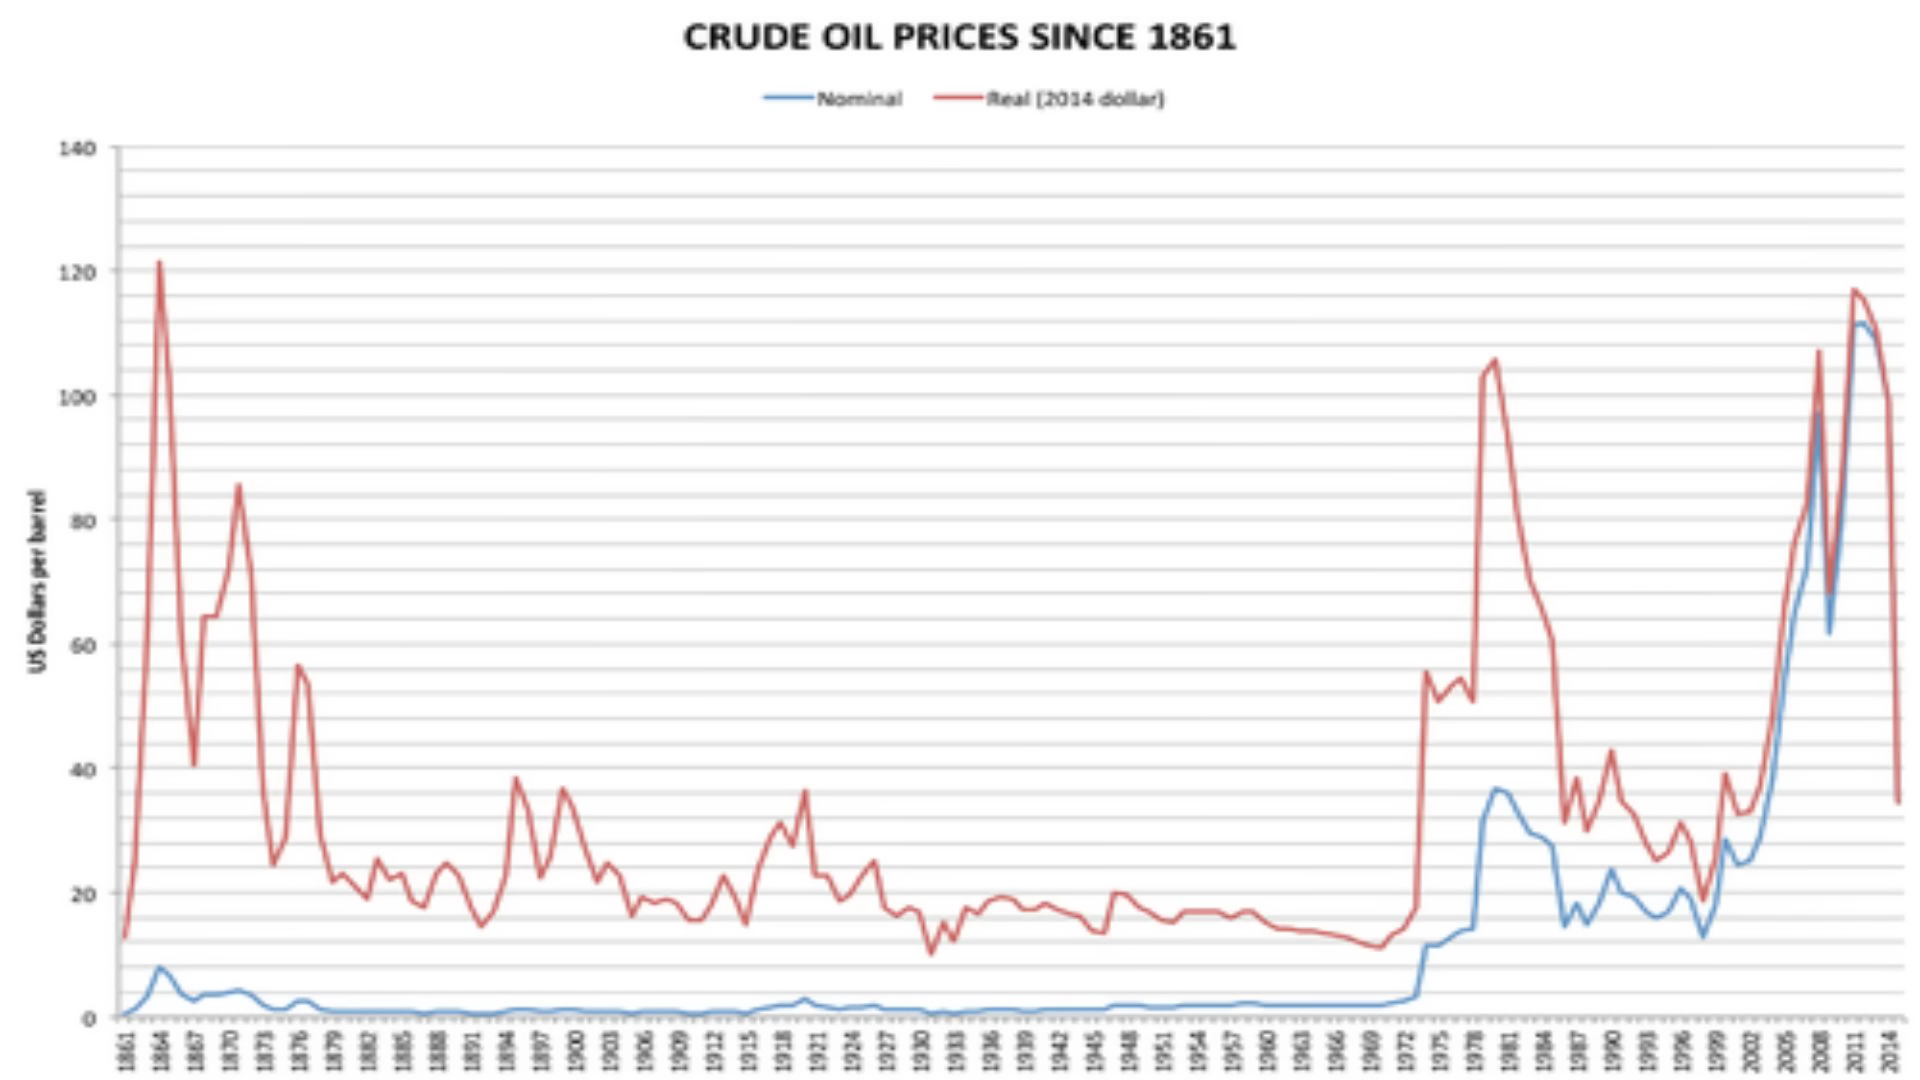 CRUDE OIL PRICES SINCE 1861
Nominal Real (2014 dollar)
140
120
100
80
60
40
20
0
US Dollars per barrel
1861 1864 1867 1870 1873 1876 1879 1882 1885 1888 1891 1894 1897 1900 1903 1906 1909 1912 1915 1918 1921 1924 1927 1930 1933 1936 1939 1942 1945 1948 1951 1954 1957 1960 1963 1966 1969 1972 1975 1978 1981 1984 1987 1990 1993 1996 1999 2002 2005 2008 2011 2014